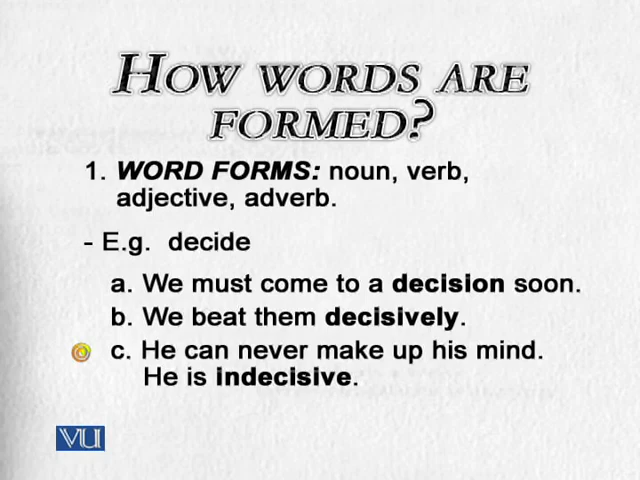 HOW WORDS ARE
FORMED?
1. WORD FORMS: noun, verb,
adjective, adverb.
- E.g. decide
a. We must come to a decision soon.
b. We beat them decisively.
c. He can never make up his mind.
He is indecisive.
VU